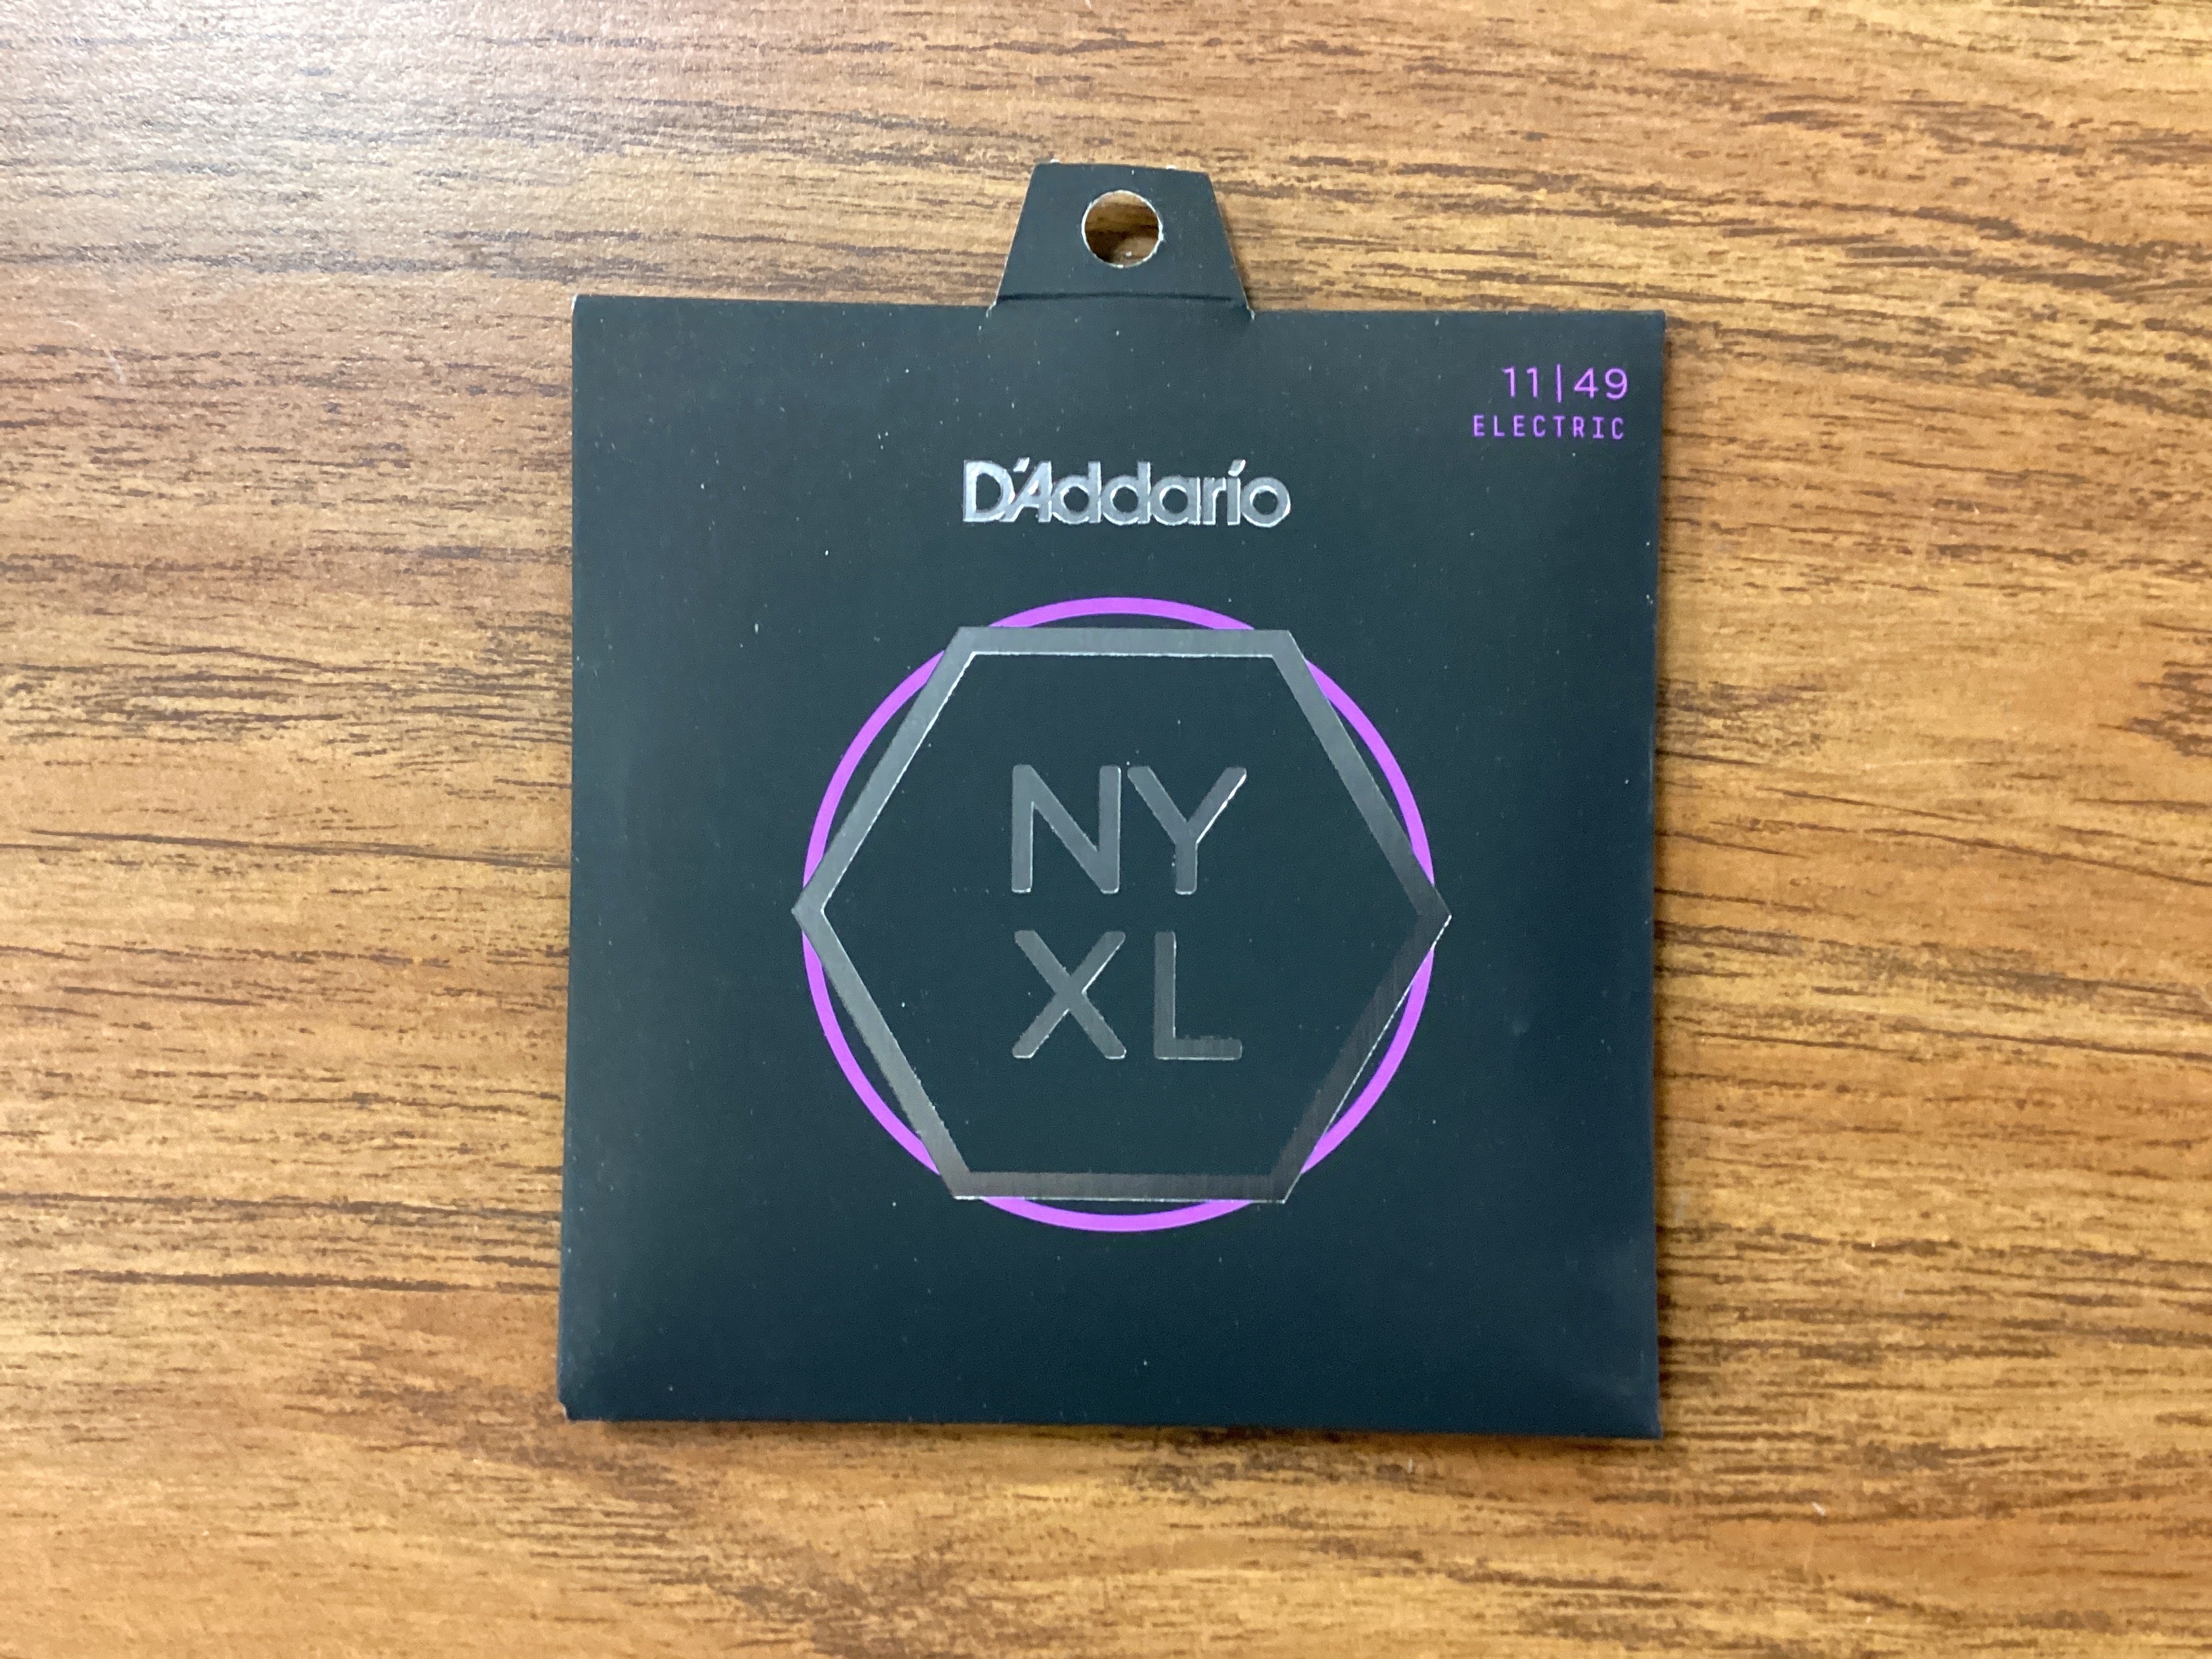 11|49
ELECTRIC
D'Addario
NY
XL